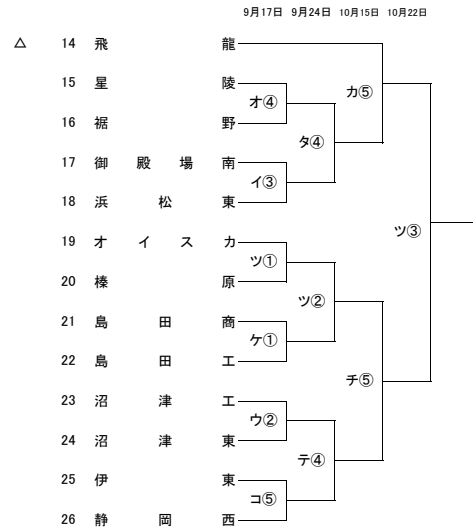 9月17日 9月24日 10月15日 10月22日
△ 14 飛龍
15 星陵
オ④
カ⑤
16 裾野
タ④
17 御殿場南
イ③
18 浜松東
ツ③
19 オイスカ
ツ①
20 榛原
ツ②
21 島田商
ケ①
22 島田工
チ⑤
23 沼津工
ウ②
24 沼津東
テ④
25 伊東
コ⑤
26 静岡西